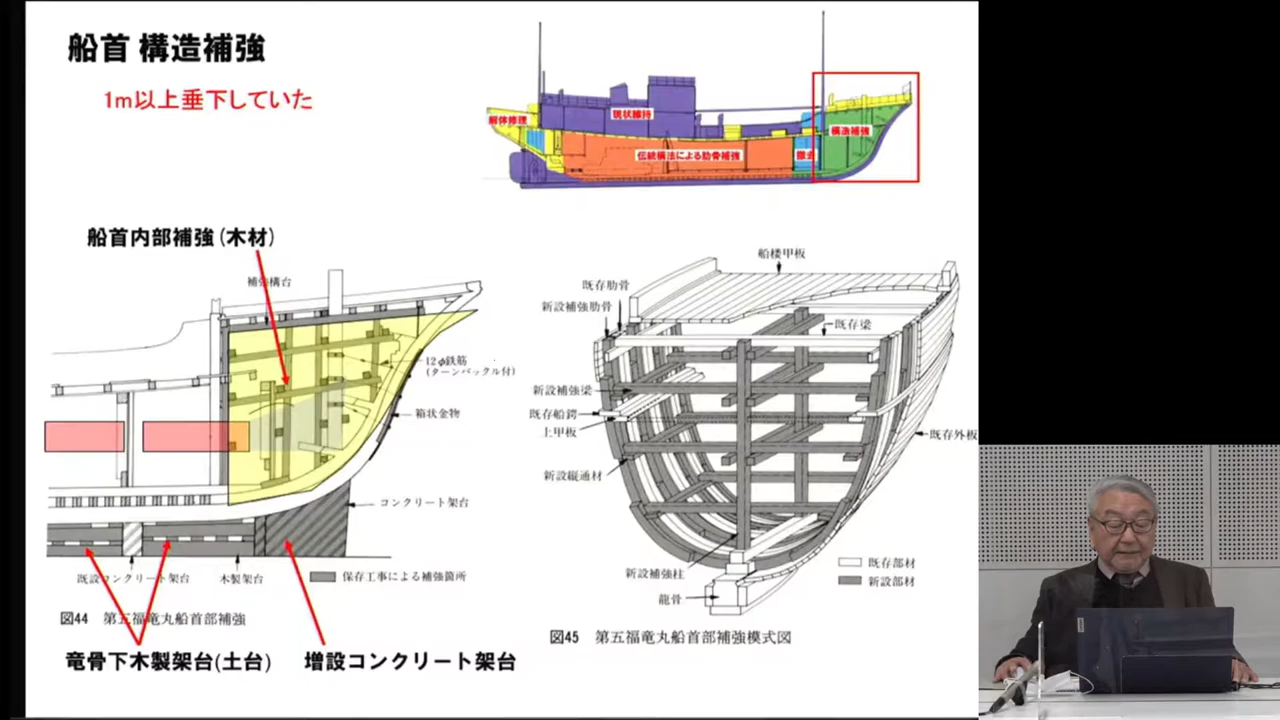 船首 構造補強
1m以上垂下していた
解体修理
現状維持
構造補強
伝統構法による肋骨補強
撤去
船首内部補強(木材)
補強構台
12φ鉄筋
(ターンバックル付)
箱状金物
コンクリート架台
既設コンクリート架台
木製架台
保存工事による補強箇所
図44 第五福竜丸船首部補強
竜骨下木製架台(土台)
増設コンクリート架台
船楼甲板
既存肋骨
新設補強肋骨
既存梁
新設補強梁
既存船鰐
上甲板
既存外板
新設縦通材
新設補強柱
龍骨
既存部材
新設部材
図45 第五福竜丸船首部補強模式図